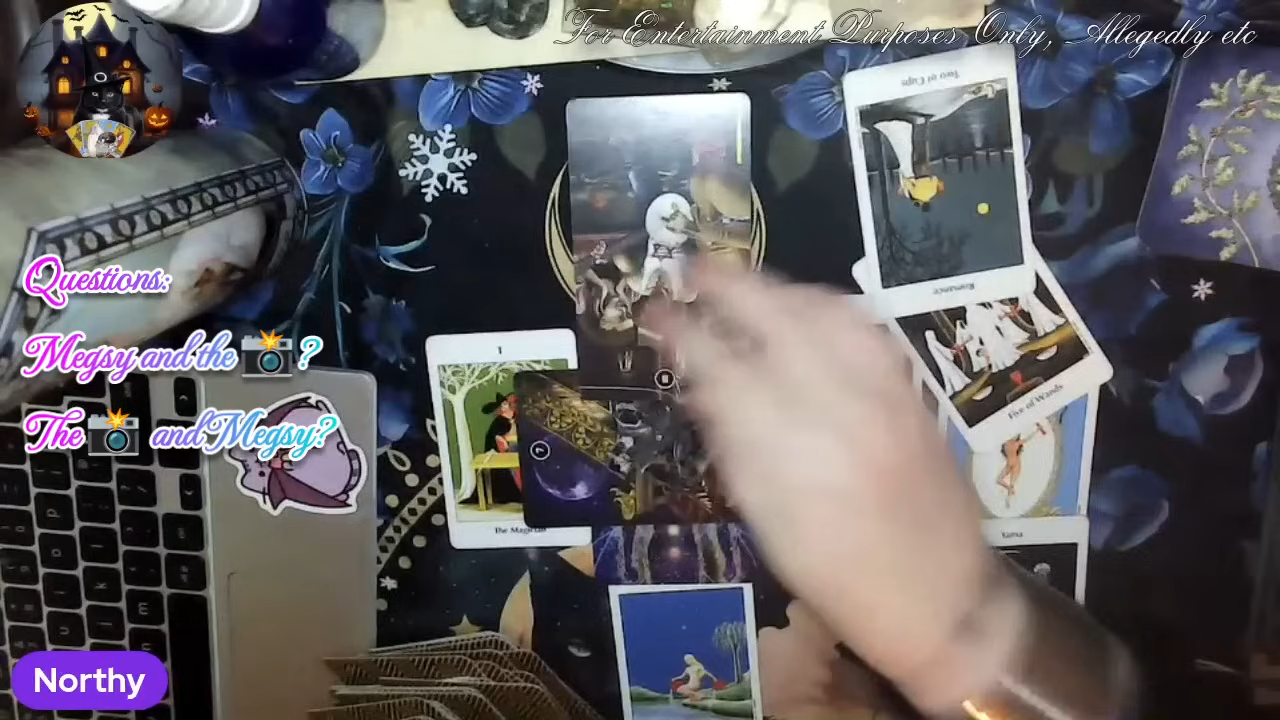 For Entertainment Purposes Only, Allegedly etc
Two of Cups
Romance
Questions:
Megsy and the 📸?
I
Five of Wands
The 📸 and Megsy?
The Magician
Northy